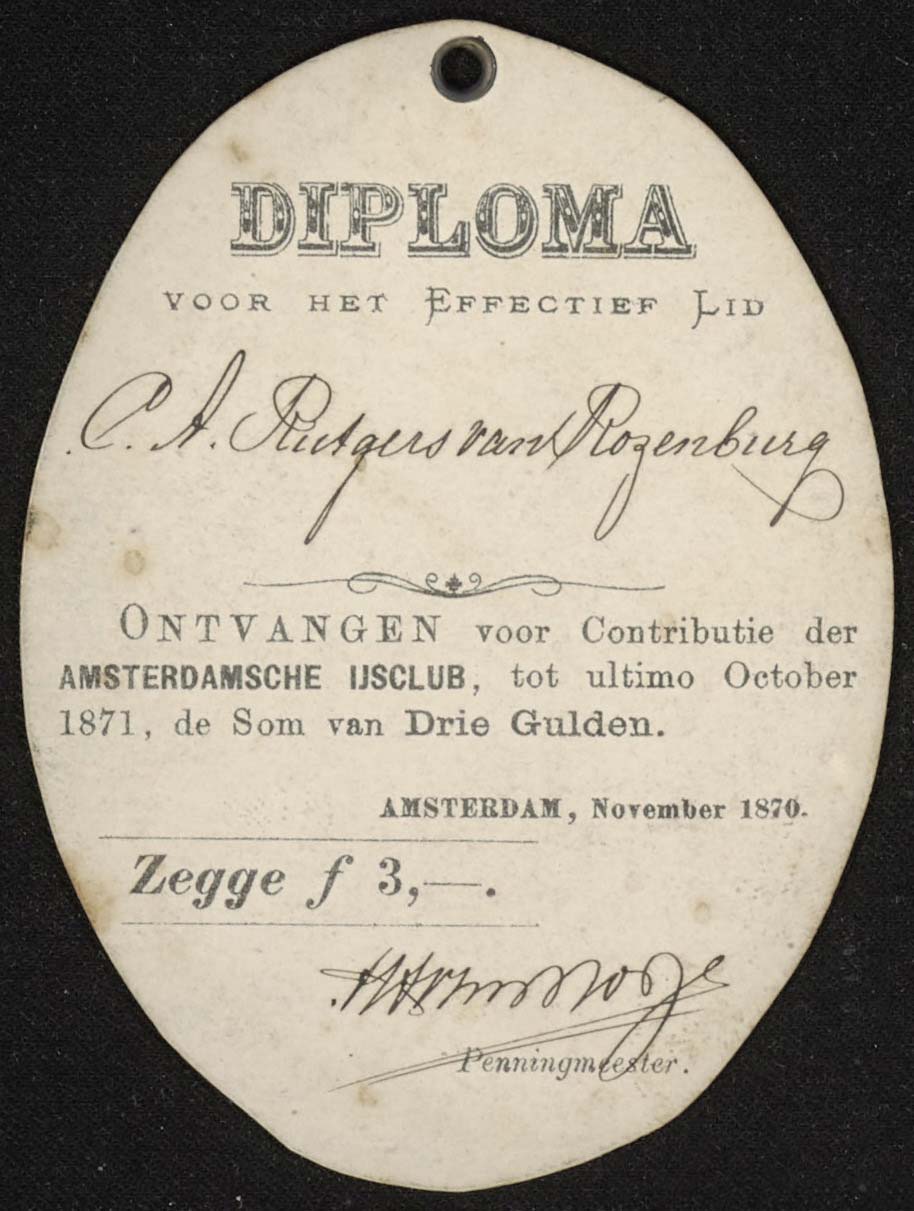 DIPLOMA
VOOR HET EFFECTIEF LID
C. A. Rutgers van Rozenburg
ONTVANGEN voor Contributie der
AMSTERDAMSCHE IJSCLUB, tot ultimo October
1871, de Som van Drie Gulden.
AMSTERDAM, November 1870.
Zegge f 3,—.
Penningmeester.